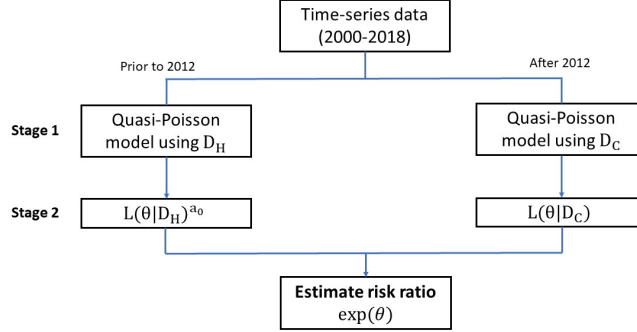 Time-series data
(2000-2018)
Prior to 2012
After 2012
Stage 1
Quasi-Poisson
model using D_H
Quasi-Poisson
model using D_C
Stage 2
L(θ|D_H)^{a_0}
L(θ|D_C)
Estimate risk ratio
exp(θ)